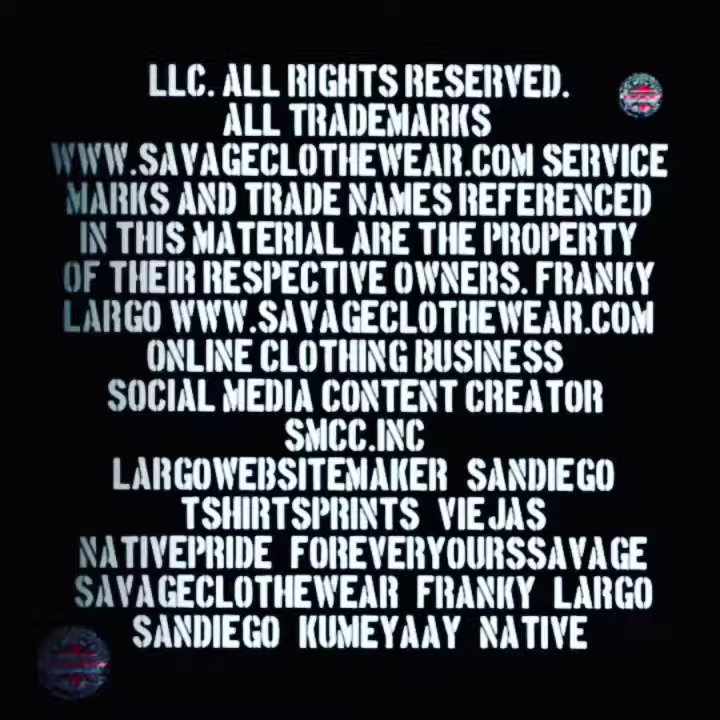 LLC. ALL RIGHTS RESERVED.
ALL TRADEMARKS
WWW.SAVAGECLOTHEWEAR.COM SERVICE
MARKS AND TRADE NAMES REFERENCED
IN THIS MATERIAL ARE THE PROPERTY
OF THEIR RESPECTIVE OWNERS. FRANKY
LARGO WWW.SAVAGECLOTHEWEAR.COM
ONLINE CLOTHING BUSINESS
SOCIAL MEDIA CONTENT CREATOR
SMCC.INC
LARGOWEBSITEMAKER SANDIEGO
TSHIRTSPRINTS VIEJAS
NATIVEPRIDE FOREVERYOURSSAVAGE
SAVAGECLOTHEWEAR FRANKY LARGO
SANDIEGO KUMEYAAY NATIVE